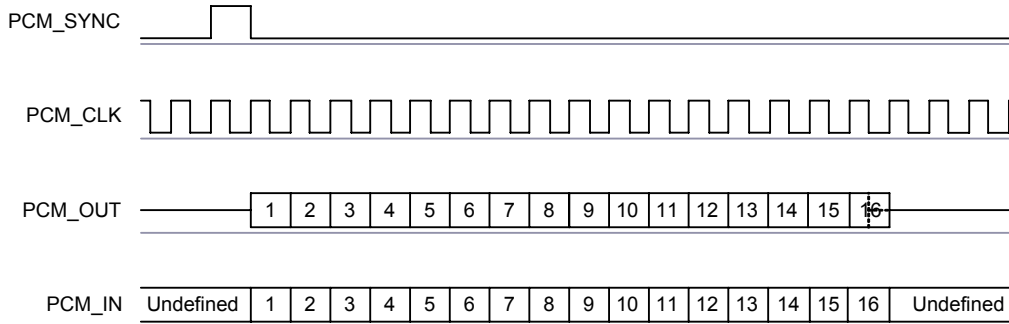 PCM_SYNC
PCM_CLK
PCM_OUT 1 2 3 4 5 6 7 8 9 10 11 12 13 14 15 16
PCM_IN Undefined 1 2 3 4 5 6 7 8 9 10 11 12 13 14 15 16 Undefined